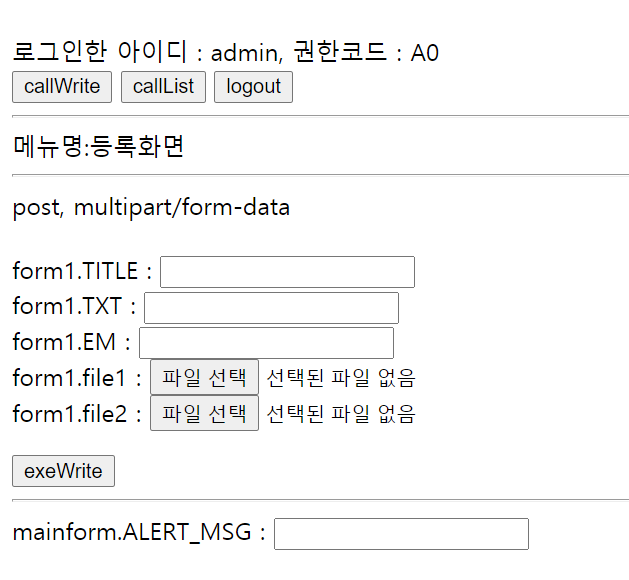 로그인한 아이디 : admin, 권한코드 : A0
callWrite callList logout
메뉴명:등록화면
post, multipart/form-data
form1.TITLE :
form1.TXT :
form1.EM :
form1.file1 : 파일 선택 선택된 파일 없음
form1.file2 : 파일 선택 선택된 파일 없음
exeWrite
mainform.ALERT_MSG :